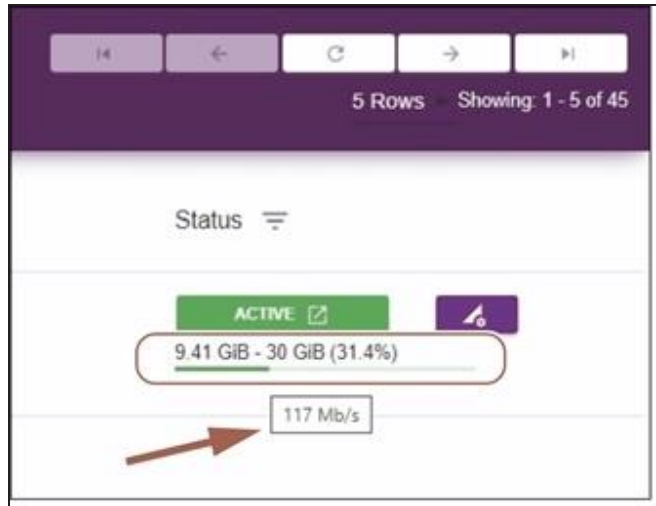 5 Rows Showing: 1 - 5 of 45
Status
ACTIVE
9.41 GiB - 30 GiB (31.4%)
117 Mb/s